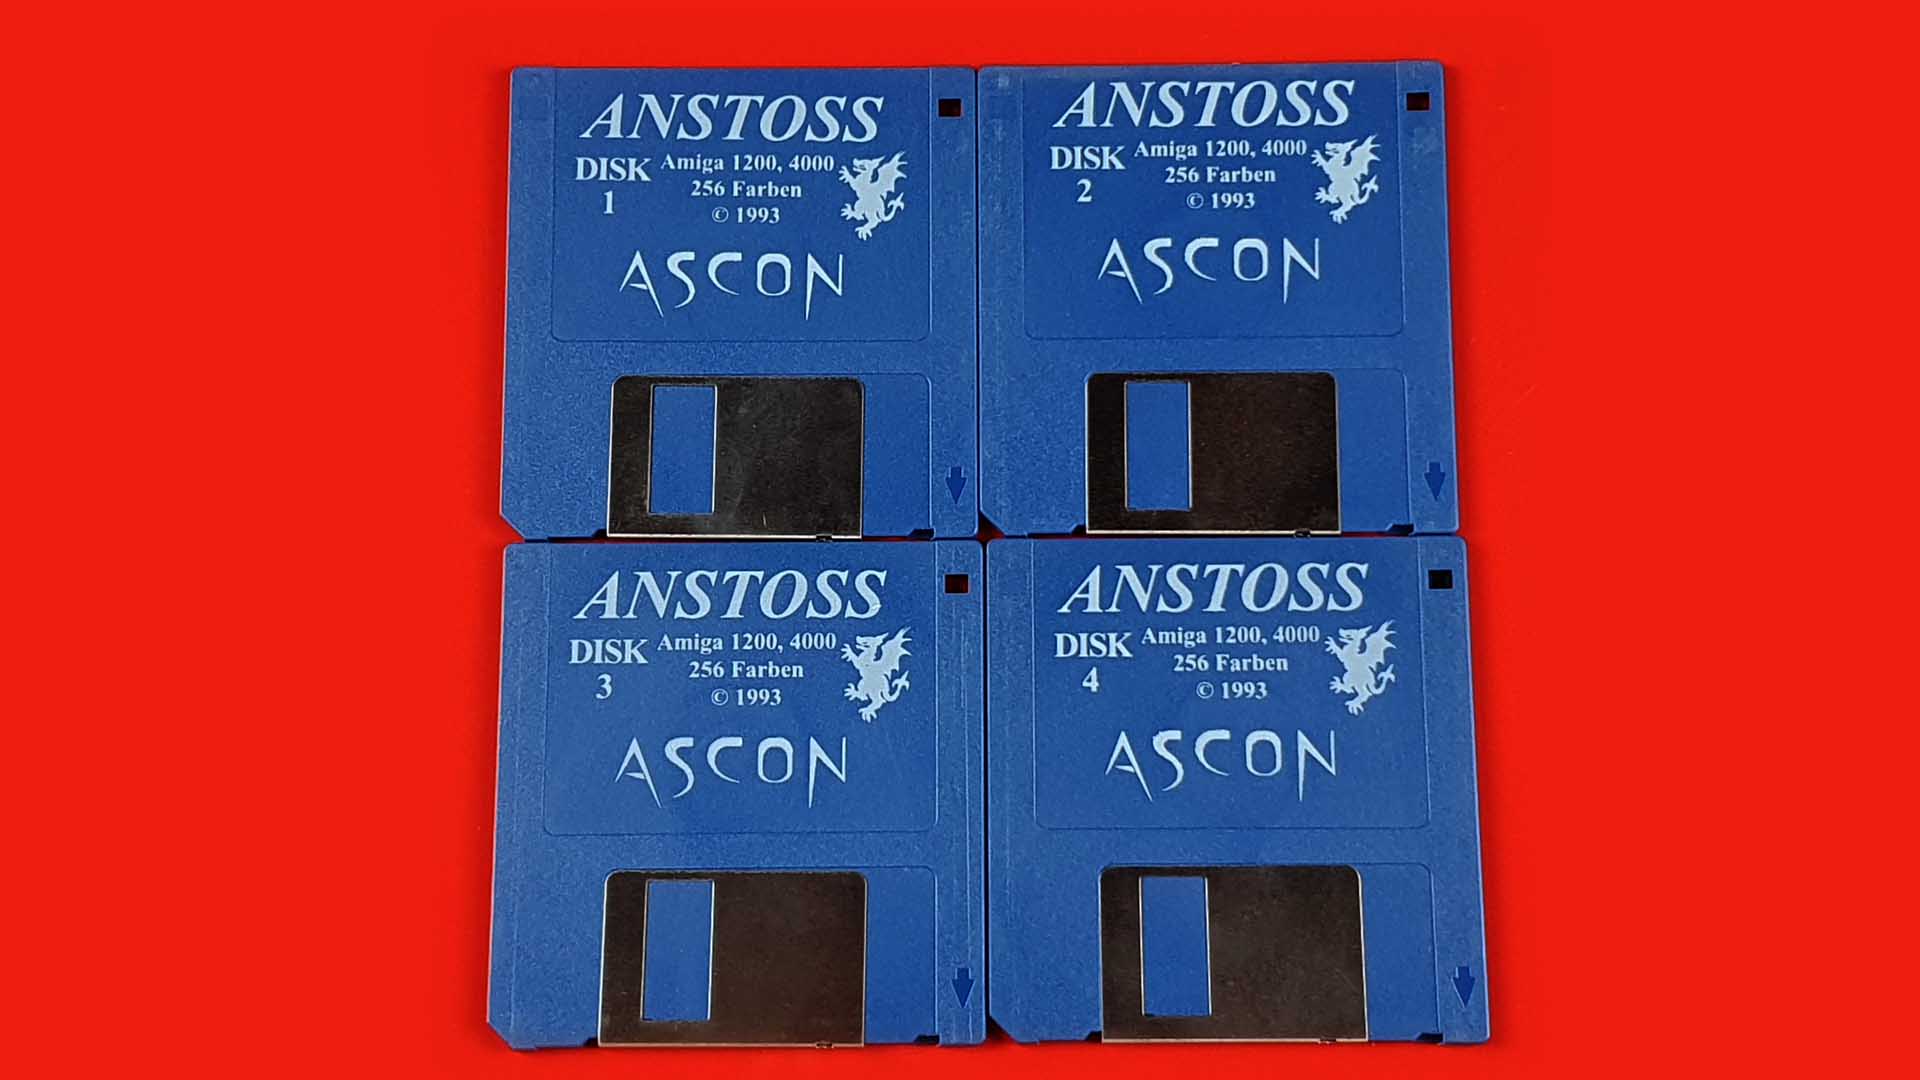 ANSTOSS
DISK Amiga 1200, 4000
1 256 Farben
© 1993
ASCON
ANSTOSS
DISK Amiga 1200, 4000
2 256 Farben
© 1993
ASCON
ANSTOSS
DISK Amiga 1200, 4000
3 256 Farben
© 1993
ASCON
ANSTOSS
DISK Amiga 1200, 4000
4 256 Farben
© 1993
ASCON